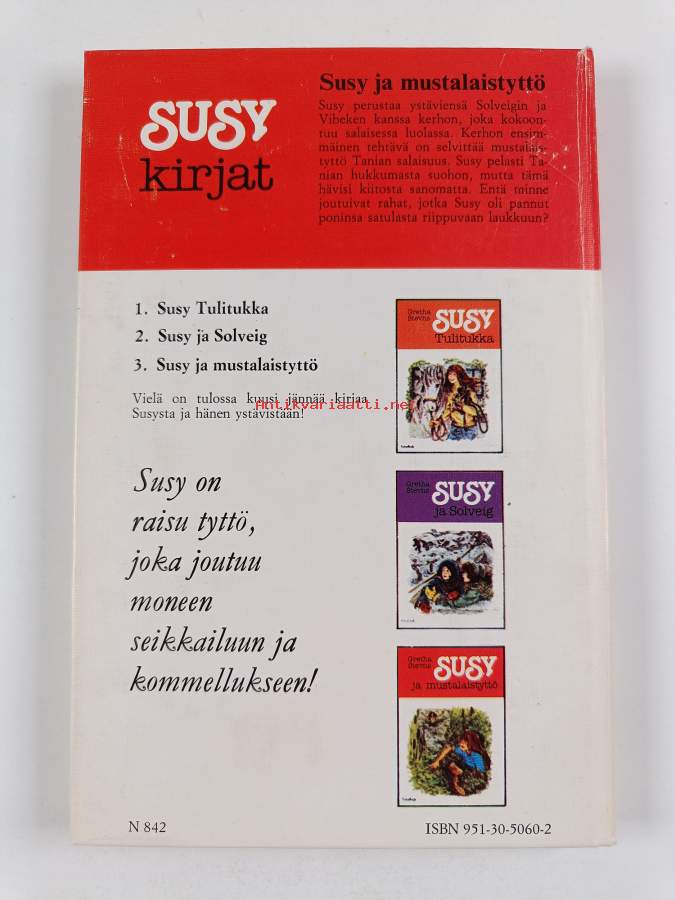 SUSY
kirjat
Susy ja mustalaistyttö
Susy perustaa ystäviensä Solveigin ja
Vibeken kanssa kerhon, joka kokoon-
tuu salaisessa luolassa. Kerhon ensim-
mäinen tehtävä on selvittää mustalais-
tyttö Tanian salaisuus. Susy pelasti Ta-
nian hukkumasta suohon, mutta tämä
hävisi kiitosta sanomatta. Entä minne
joutuivat rahat, jotka Susy oli pannut
poninsa satulasta riippuvaan laukkuun?
1. Susy Tulitukka
2. Susy ja Solveig
3. Susy ja mustalaistyttö
Vielä on tulossa kuusi jännää kirjaa
Susysta ja hänen ystävistään!
Antikvariaatti.net
Susy on
raisu tyttö,
joka joutuu
moneen
seikkailuun ja
kommellukseen!
Gretha
Stevns
SUSY
Tulitukka
Gretha
Stevns
SUSY
ja Solveig
Gretha
Stevns
SUSY
ja mustalaistyttö
N 842
ISBN 951-30-5060-2